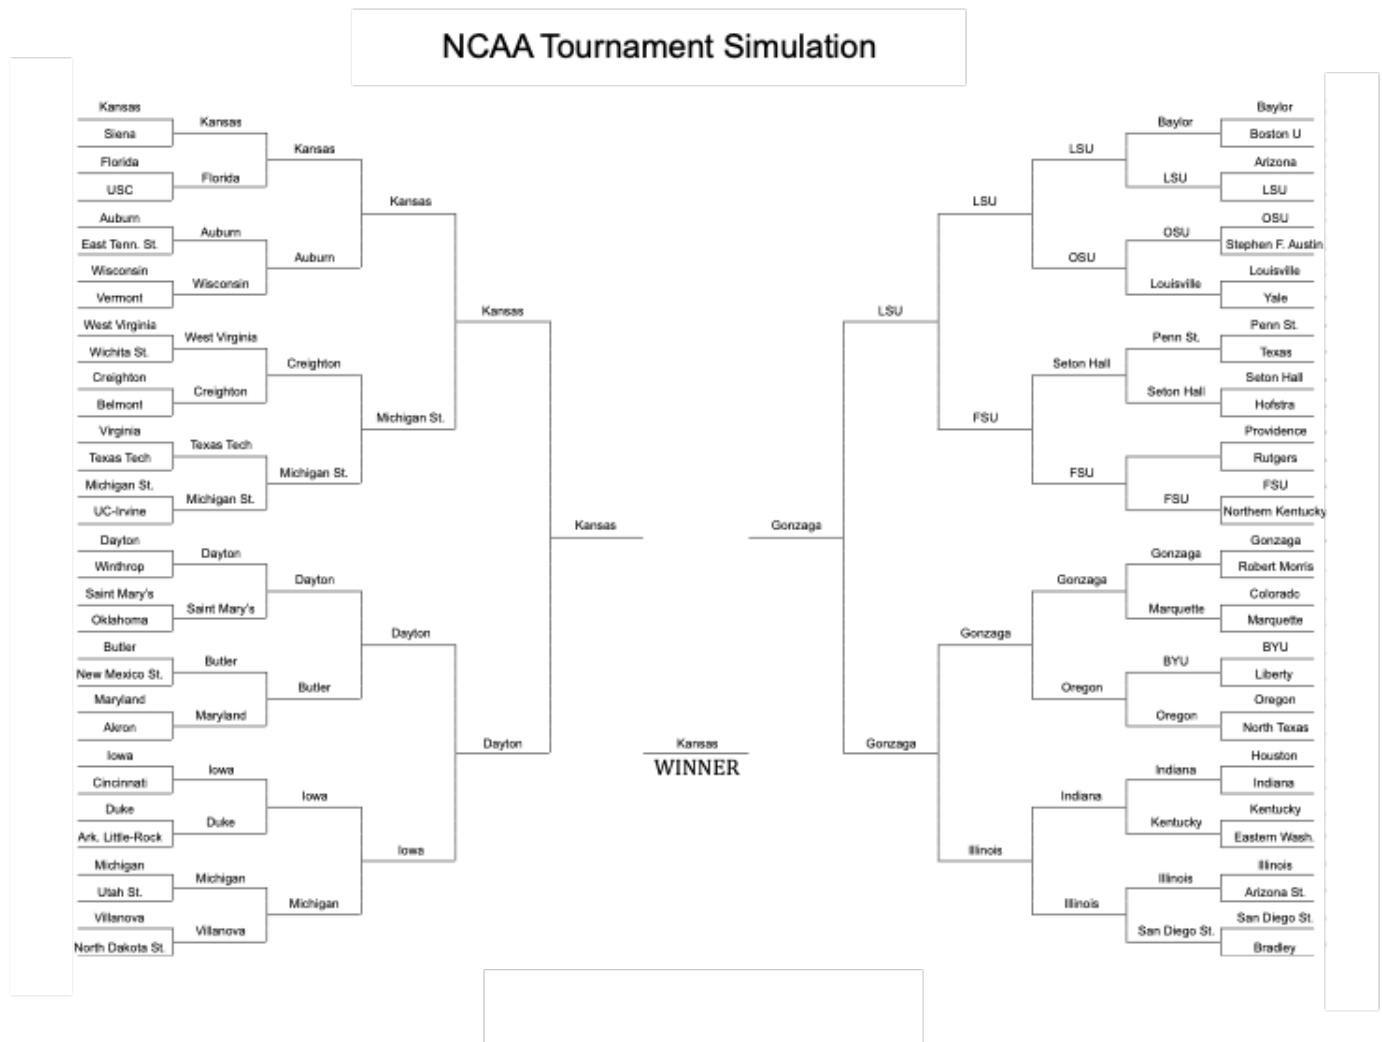 NCAA Tournament Simulation
Kansas
Siena
Florida
USC
Auburn
East Tenn. St.
Wisconsin
Vermont
West Virginia
Wichita St.
Creighton
Belmont
Virginia
Texas Tech
Michigan St.
UC-Irvine
Dayton
Winthrop
Saint Mary's
Oklahoma
Butler
New Mexico St.
Maryland
Akron
Iowa
Cincinnati
Duke
Ark. Little-Rock
Michigan
Utah St.
Villanova
North Dakota St.
Kansas
Florida
Auburn
Wisconsin
West Virginia
Creighton
Texas Tech
Michigan St.
Dayton
Saint Mary's
Butler
Maryland
Iowa
Duke
Michigan
Villanova
Kansas
Auburn
Creighton
Michigan St.
Dayton
Butler
Iowa
Michigan
Kansas
Michigan St.
Dayton
Iowa
Kansas
Dayton
Kansas
Kansas
WINNER
Gonzaga
LSU
Gonzaga
LSU
FSU
Gonzaga
Illinois
LSU
OSU
Seton Hall
FSU
Gonzaga
Oregon
Indiana
Illinois
Baylor
LSU
OSU
Louisville
Penn St.
Seton Hall
FSU
Gonzaga
Marquette
BYU
Oregon
Indiana
Kentucky
Illinois
San Diego St.
Baylor
Boston U
Arizona
LSU
OSU
Stephen F. Austin
Louisville
Yale
Penn St.
Texas
Seton Hall
Hofstra
Providence
Rutgers
FSU
Northern Kentucky
Gonzaga
Robert Morris
Colorado
Marquette
BYU
Liberty
Oregon
North Texas
Houston
Indiana
Kentucky
Eastern Wash.
Illinois
Arizona St.
San Diego St.
Bradley